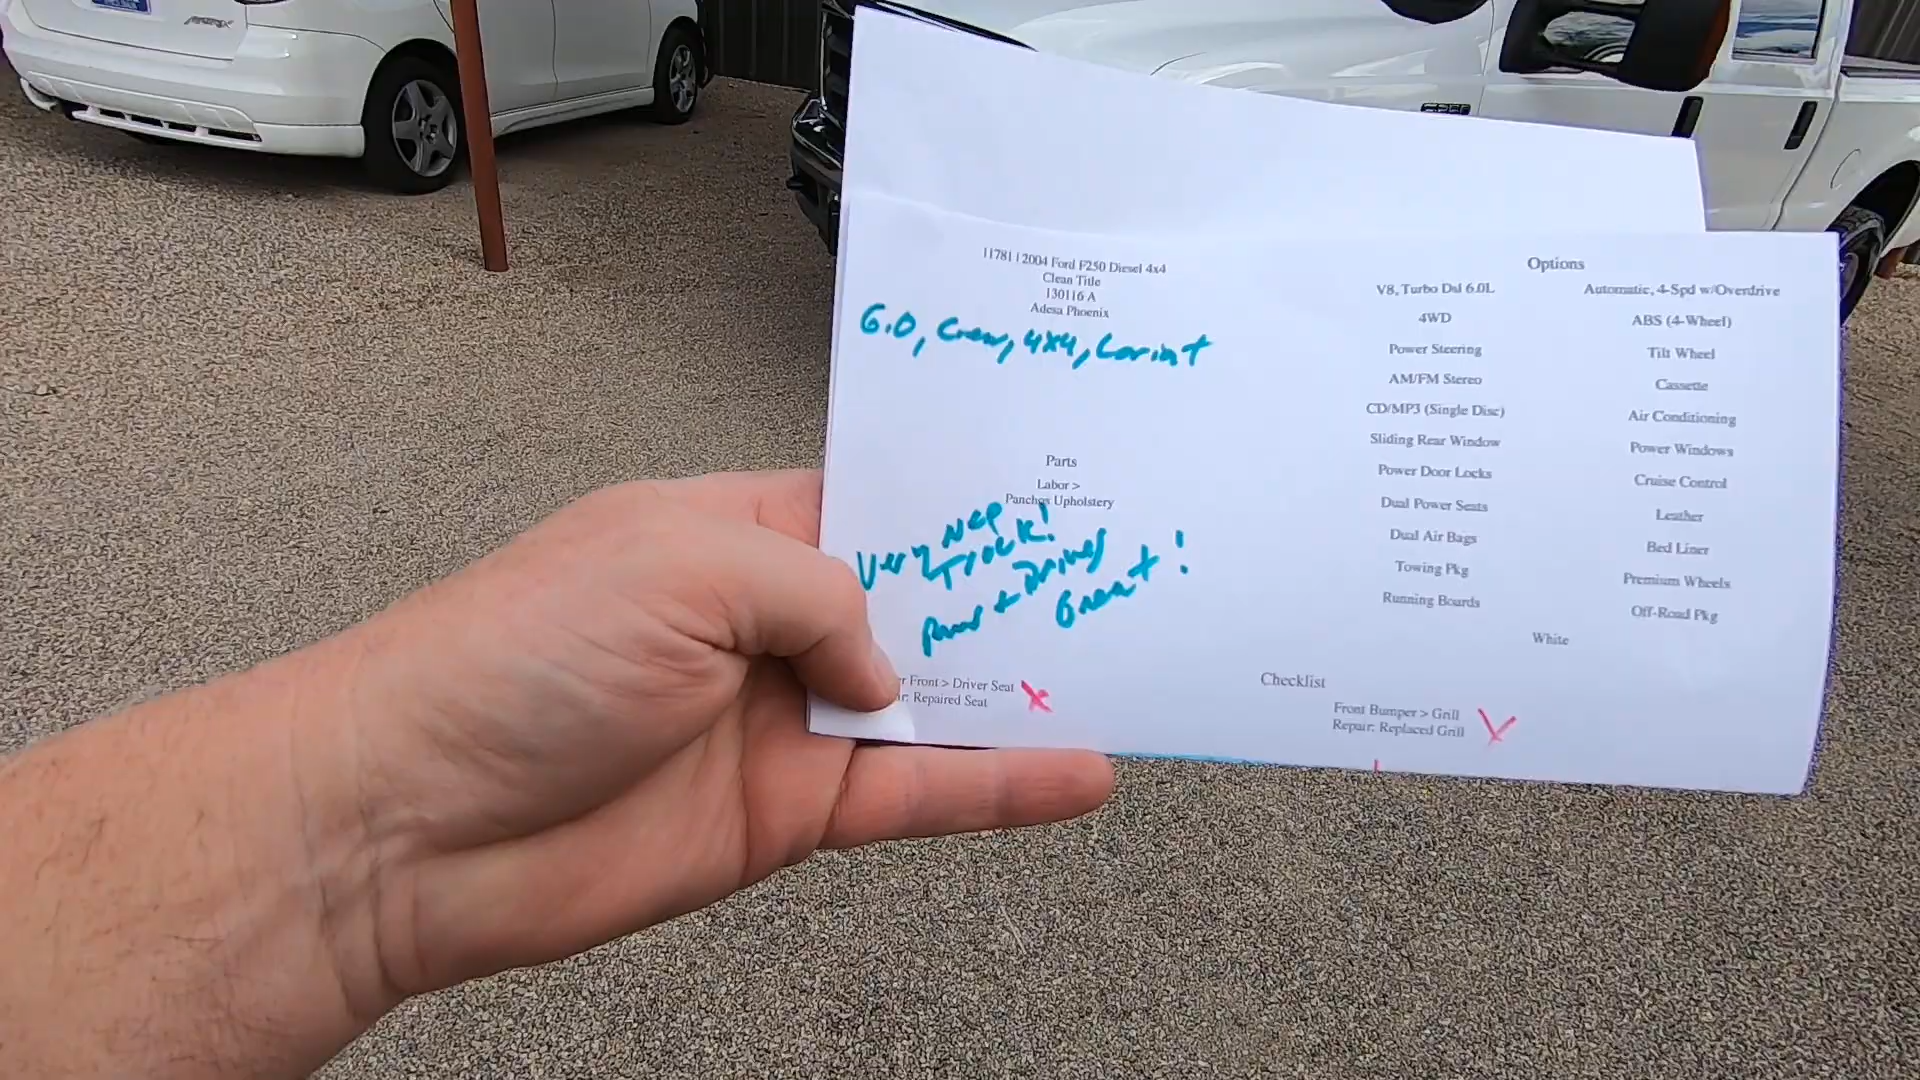 11781 | 2004 Ford F250 Diesel 4x4
Clean Title
130116 A
Adesa Phoenix
6.0, Crew, 4x4, Lariat
Parts
Labor >
Panchos Upholstery
Very
Truck!
Drives
Great!
Front > Driver Seat
Repaired Seat
Options
V8, Turbo Dsl 6.0L
Automatic, 4-Spd w/Overdrive
4WD
ABS (4-Wheel)
Power Steering
Tilt Wheel
AM/FM Stereo
Cassette
CD/MP3 (Single Disc)
Air Conditioning
Sliding Rear Window
Power Windows
Power Door Locks
Cruise Control
Dual Power Seats
Leather
Dual Air Bags
Bed Liner
Towing Pkg
Premium Wheels
Running Boards
Off-Road Pkg
White
Checklist
Front Bumper > Grill
Repair: Replaced Grill